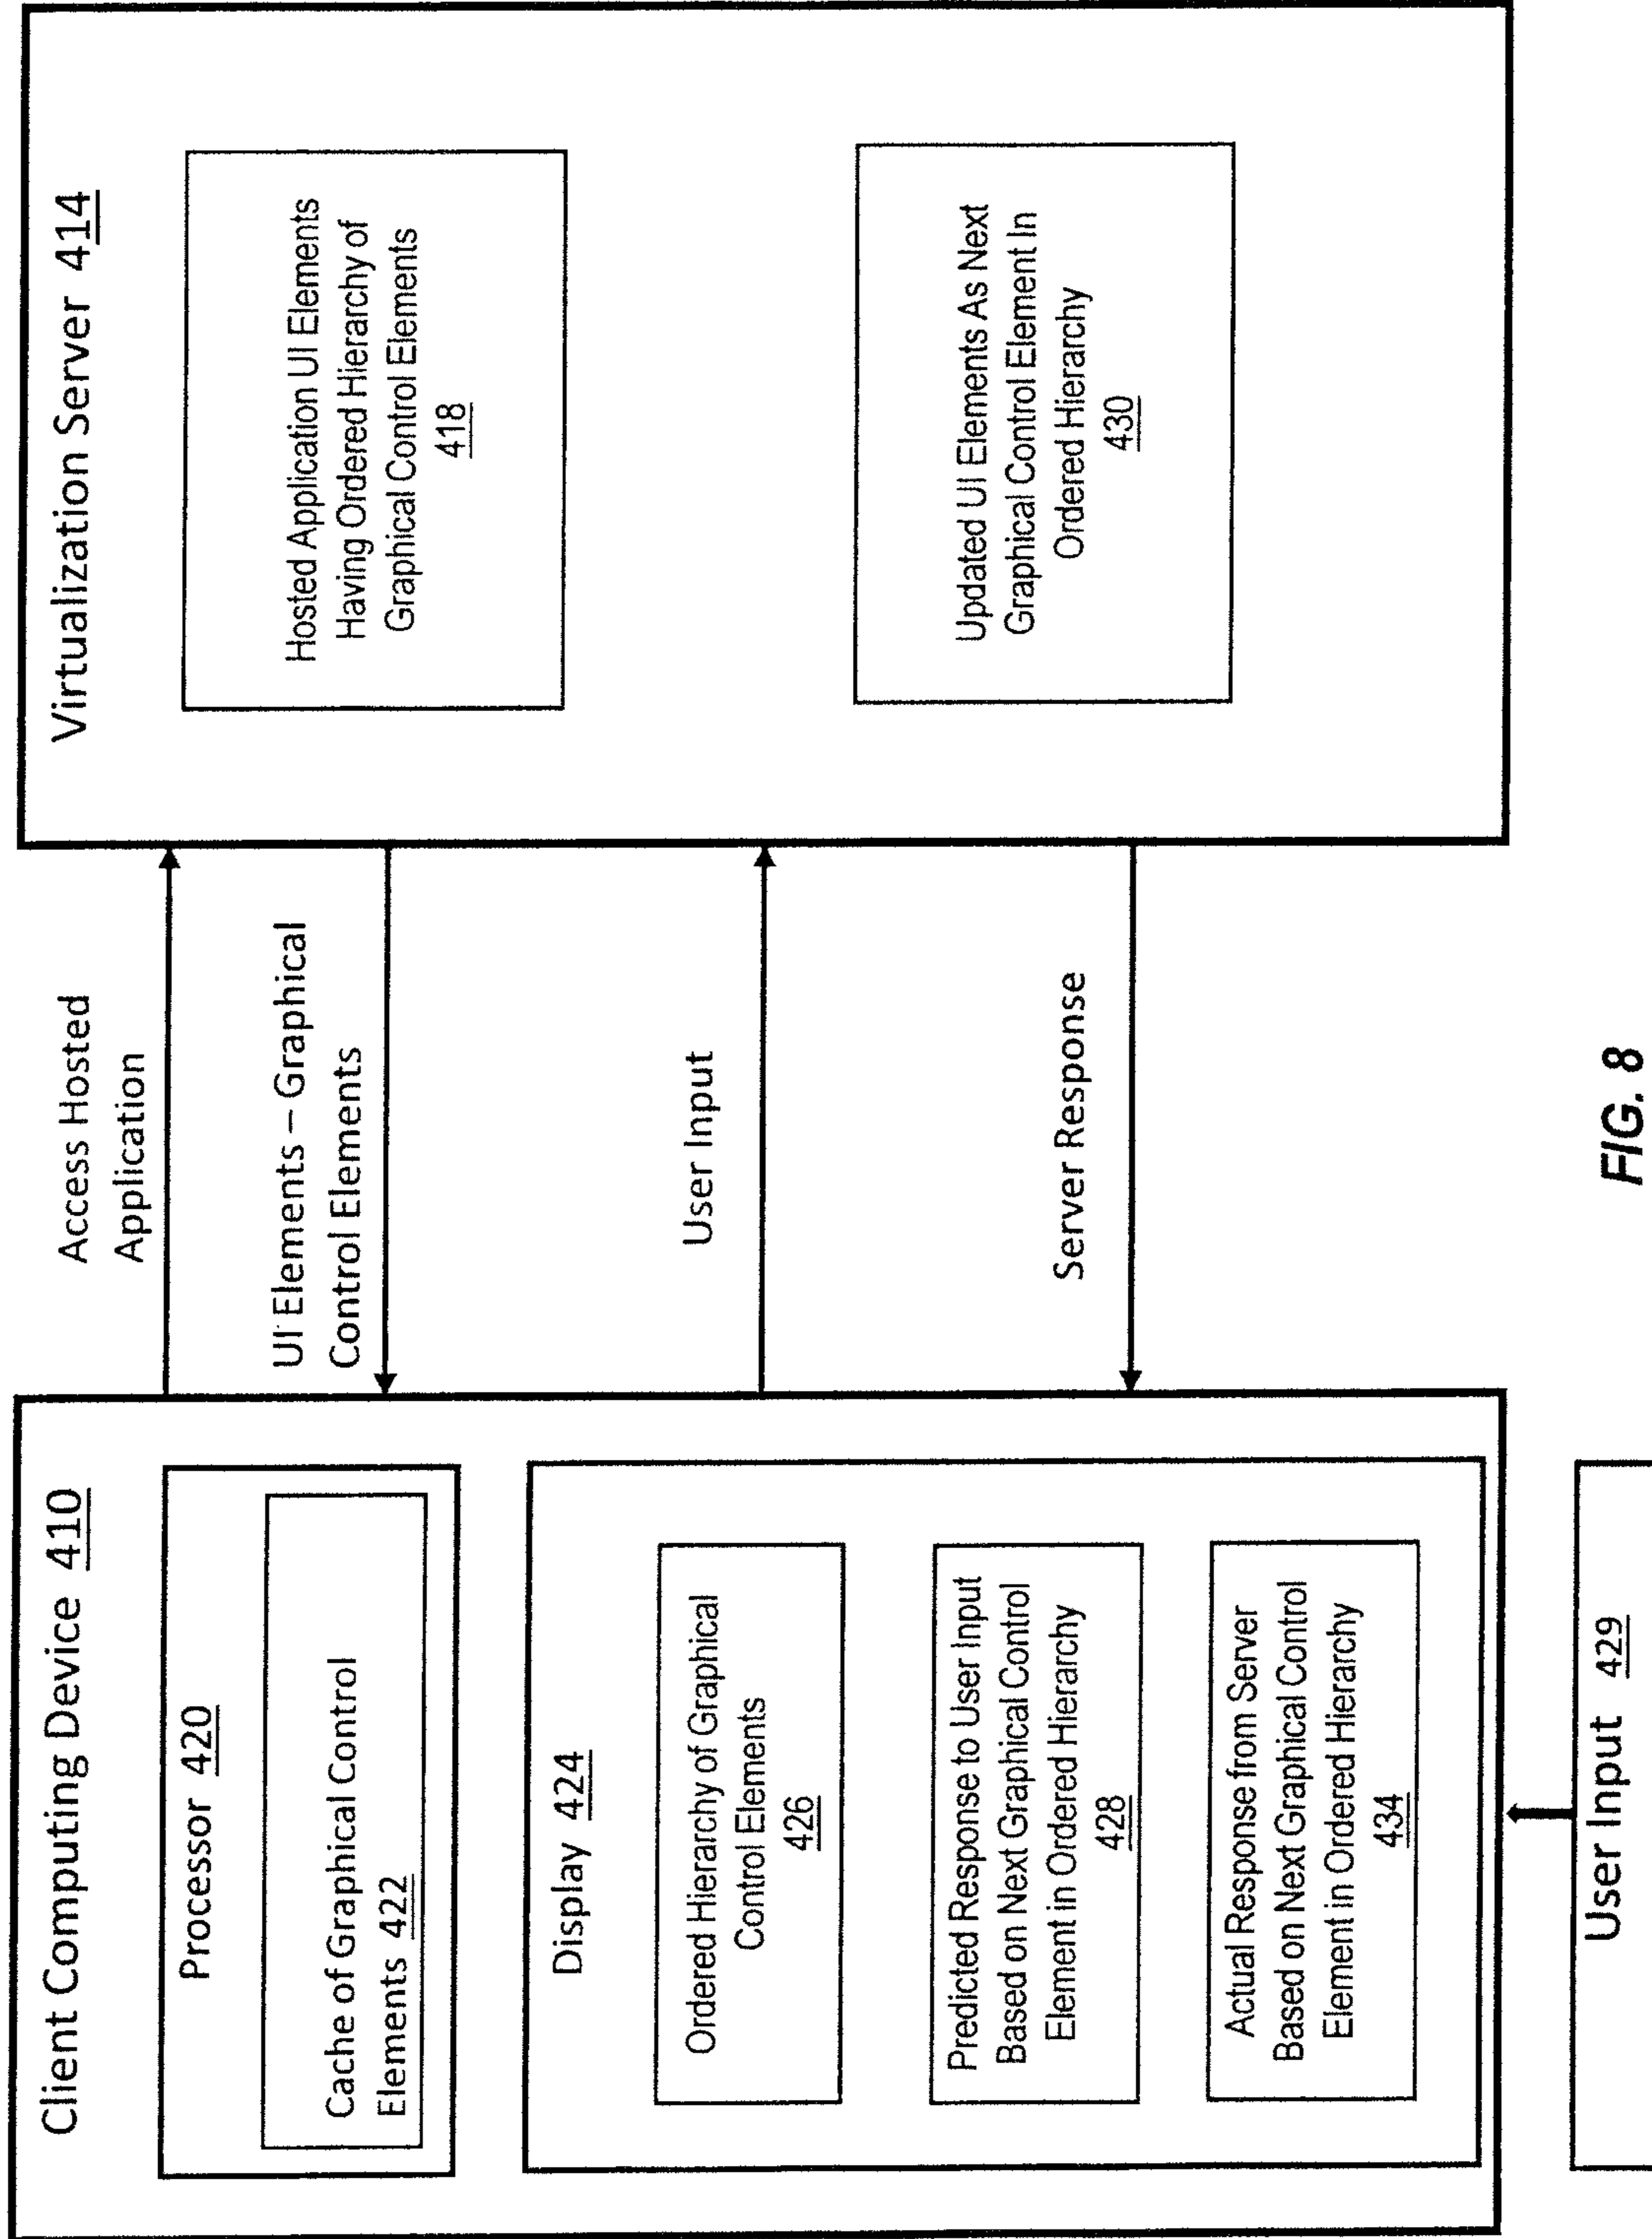 Client Computing Device 410
Processor 420
Cache of Graphical Control
Elements 422
Display 424
Ordered Hierarchy of Graphical
Control Elements
426
Predicted Response to User Input
Based on Next Graphical Control
Element in Ordered Hierarchy
428
Actual Response from Server
Based on Next Graphical Control
Element in Ordered Hierarchy
434
User Input 429
Access Hosted
Application
UI Elements – Graphical
Control Elements
User Input
Server Response
Virtualization Server 414
Hosted Application UI Elements
Having Ordered Hierarchy of
Graphical Control Elements
418
Updated UI Elements As Next
Graphical Control Element In
Ordered Hierarchy
430
FIG. 8